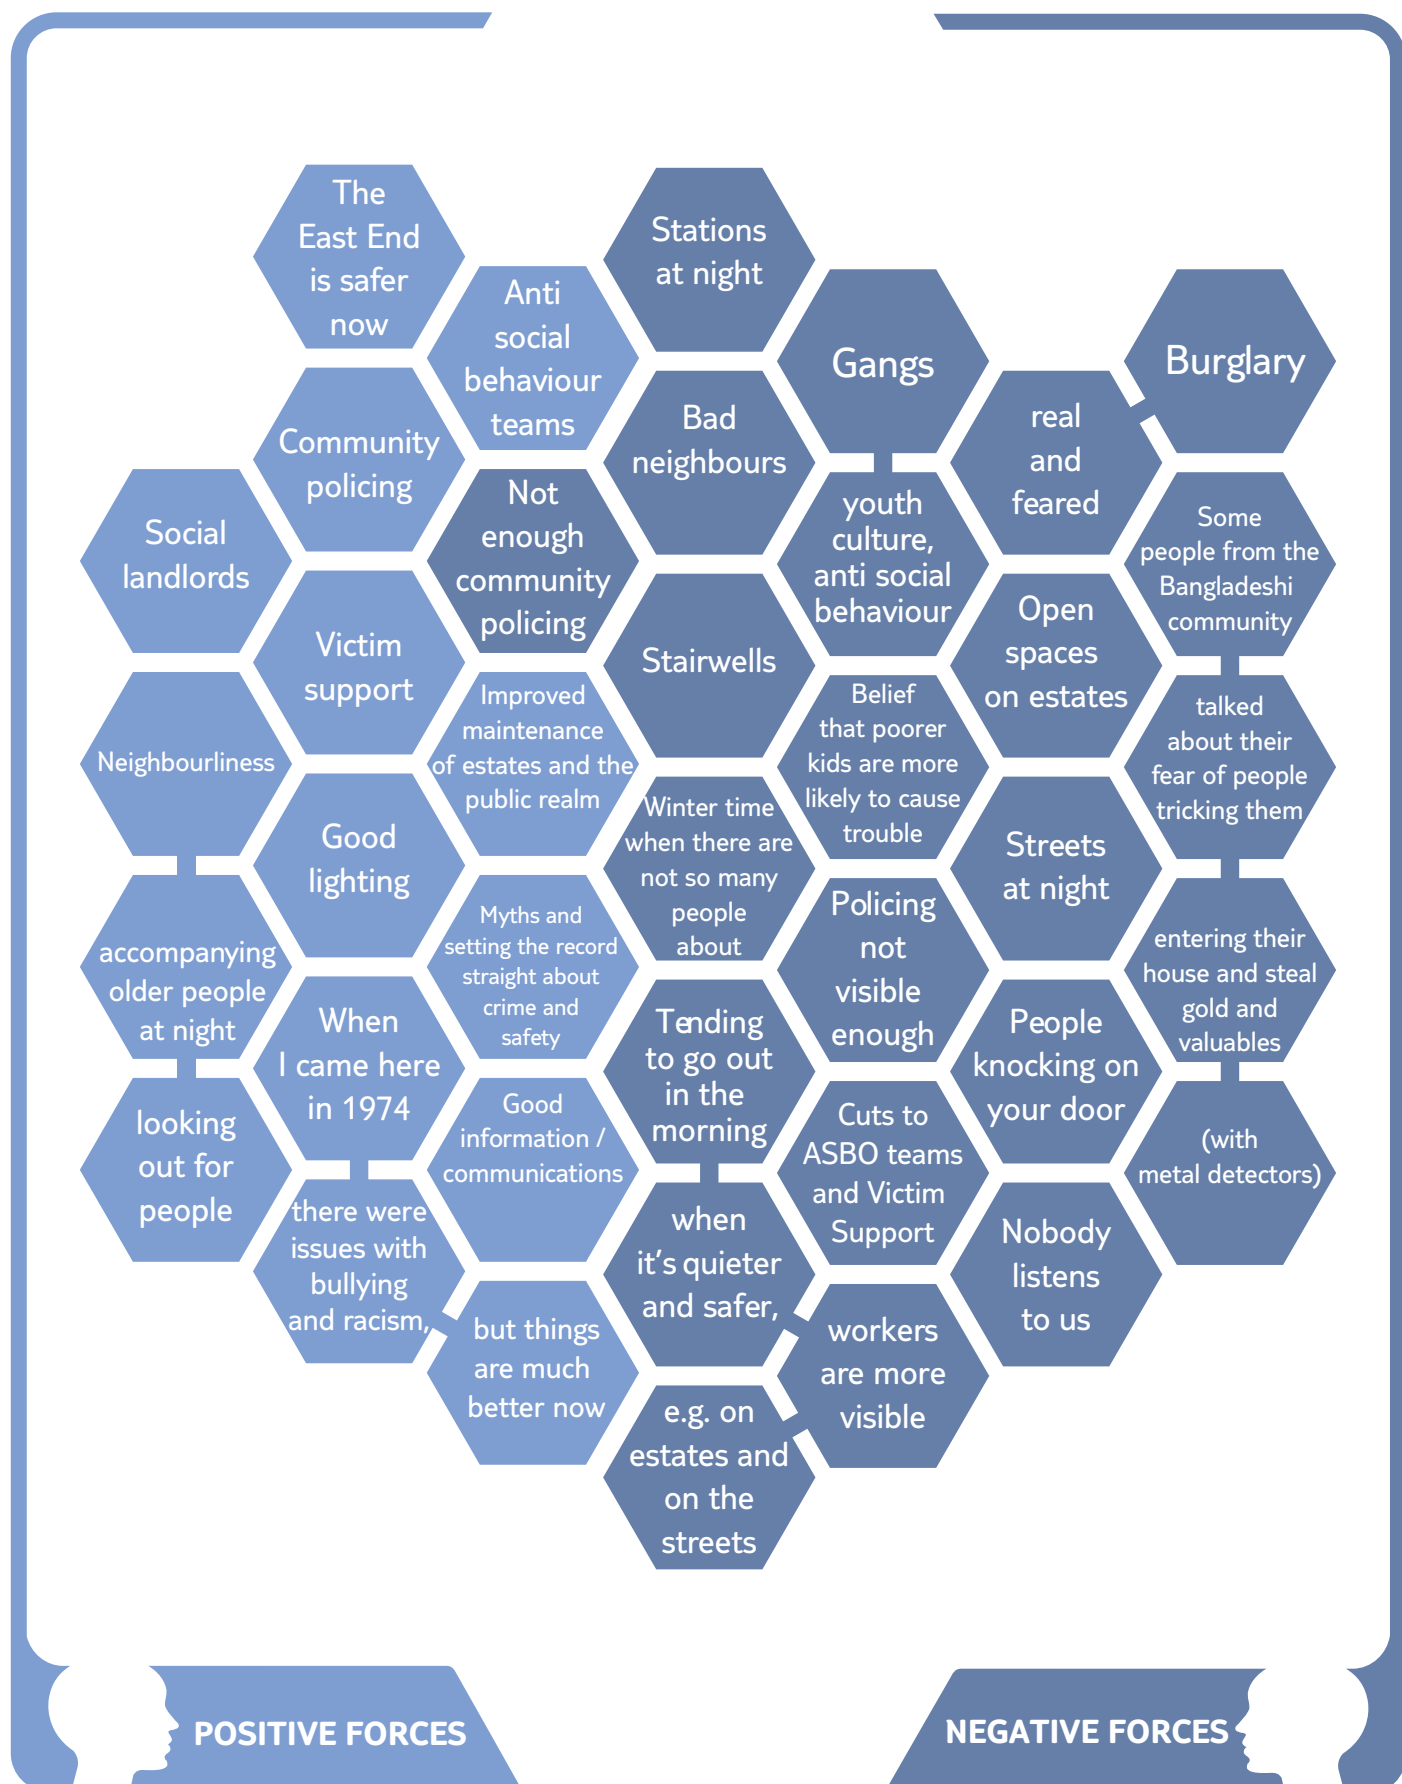 The
East End
is safer
now
Anti
social
behaviour
teams
Community
policing
Social
landlords
Victim
support
Neighbourliness
accompanying
older people
at night
looking
out for
people
Good
lighting
Improved
maintenance
of estates and the
public realm
Myths and
setting the record
straight about
crime and
safety
When
I came here
in 1974
there were
issues with
bullying
and racism,
but things
are much
better now
Good
information /
communications
Stations
at night
Bad
neighbours
Not
enough
community
policing
Stairwells
Gangs
youth
culture,
anti social
behaviour
Burglary
real
and
feared
Open
spaces
on estates
Some
people from the
Bangladeshi
community
talked
about their
fear of people
tricking them
entering their
house and steal
gold and
valuables
(with
metal detectors)
Belief
that poorer
kids are more
likely to cause
trouble
Streets
at night
Winter time
when there are
not so many
people
about
Policing
not
visible
enough
People
knocking on
your door
Tending
to go out
in the
morning
when
it's quieter
and safer,
workers
are more
visible
e.g. on
estates and
on the
streets
Cuts to
ASBO teams
and Victim
Support
Nobody
listens
to us
POSITIVE FORCES
NEGATIVE FORCES